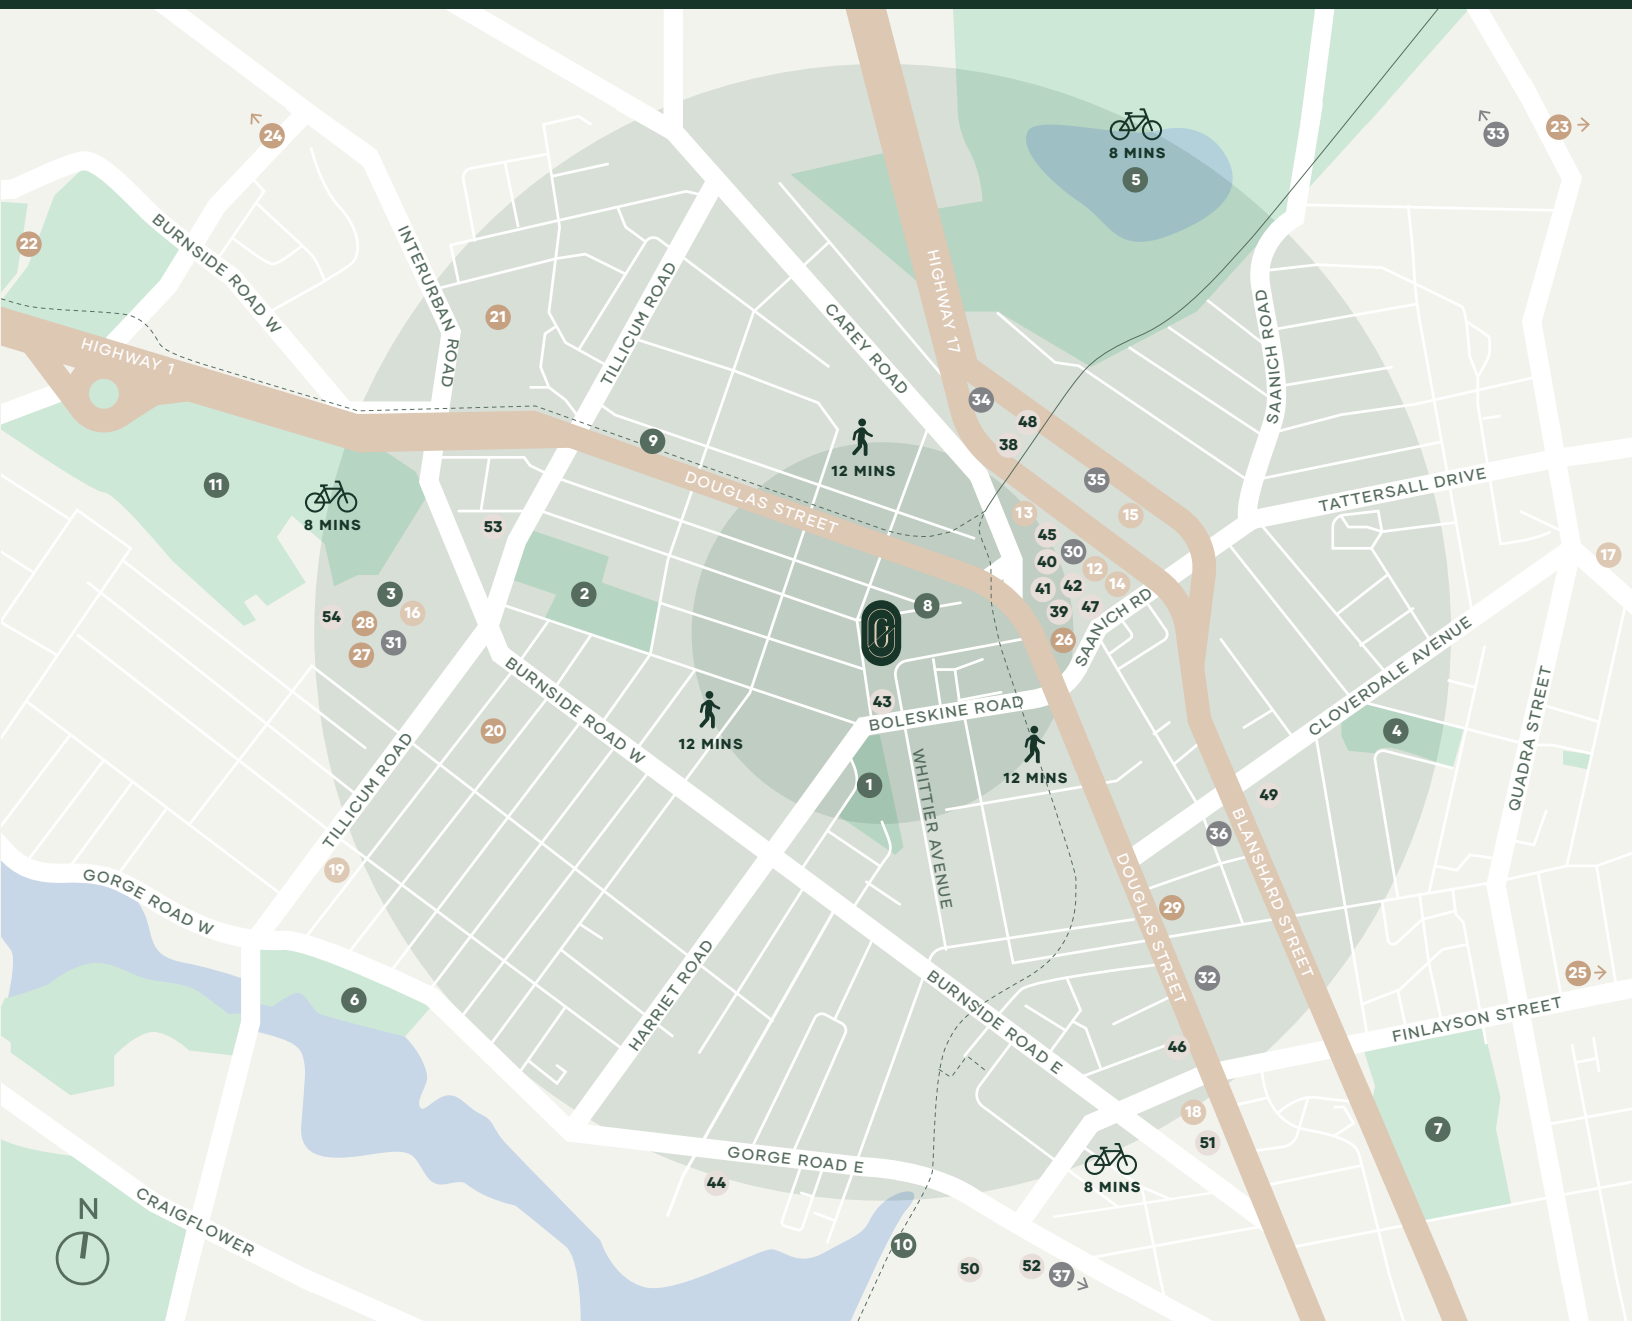 8 MINS
5
33
23
24
22
BURNSIDE ROAD W
INTERURBAN ROAD
21
TILLICUM ROAD
CAREY ROAD
HIGHWAY 17
SAANICH ROAD
HIGHWAY 1
34
48
38
9
12 MINS
35
11
8 MINS
53
DOUGLAS STREET
TATTERSALL DRIVE
13
15
45
30
40
12
17
41
42
14
39
47
26
SAANICH RD
3
2
8
54
28
16
31
27
BURNSIDE ROAD W
43
BOLESKINE ROAD
12 MINS
20
12 MINS
CLOVERDALE AVENUE
4
QUADRA STREET
TILLICUM ROAD
1
WHITTIER AVENUE
49
36
BLANSHARD STREET
19
GORGE ROAD W
DOUGLAS STREET
29
HARRIET ROAD
32
25
6
BURNSIDE ROAD E
FINLAYSON STREET
46
18
51
7
8 MINS
GORGE ROAD E
44
N
CRAIGFLOWER
10
50
52
37